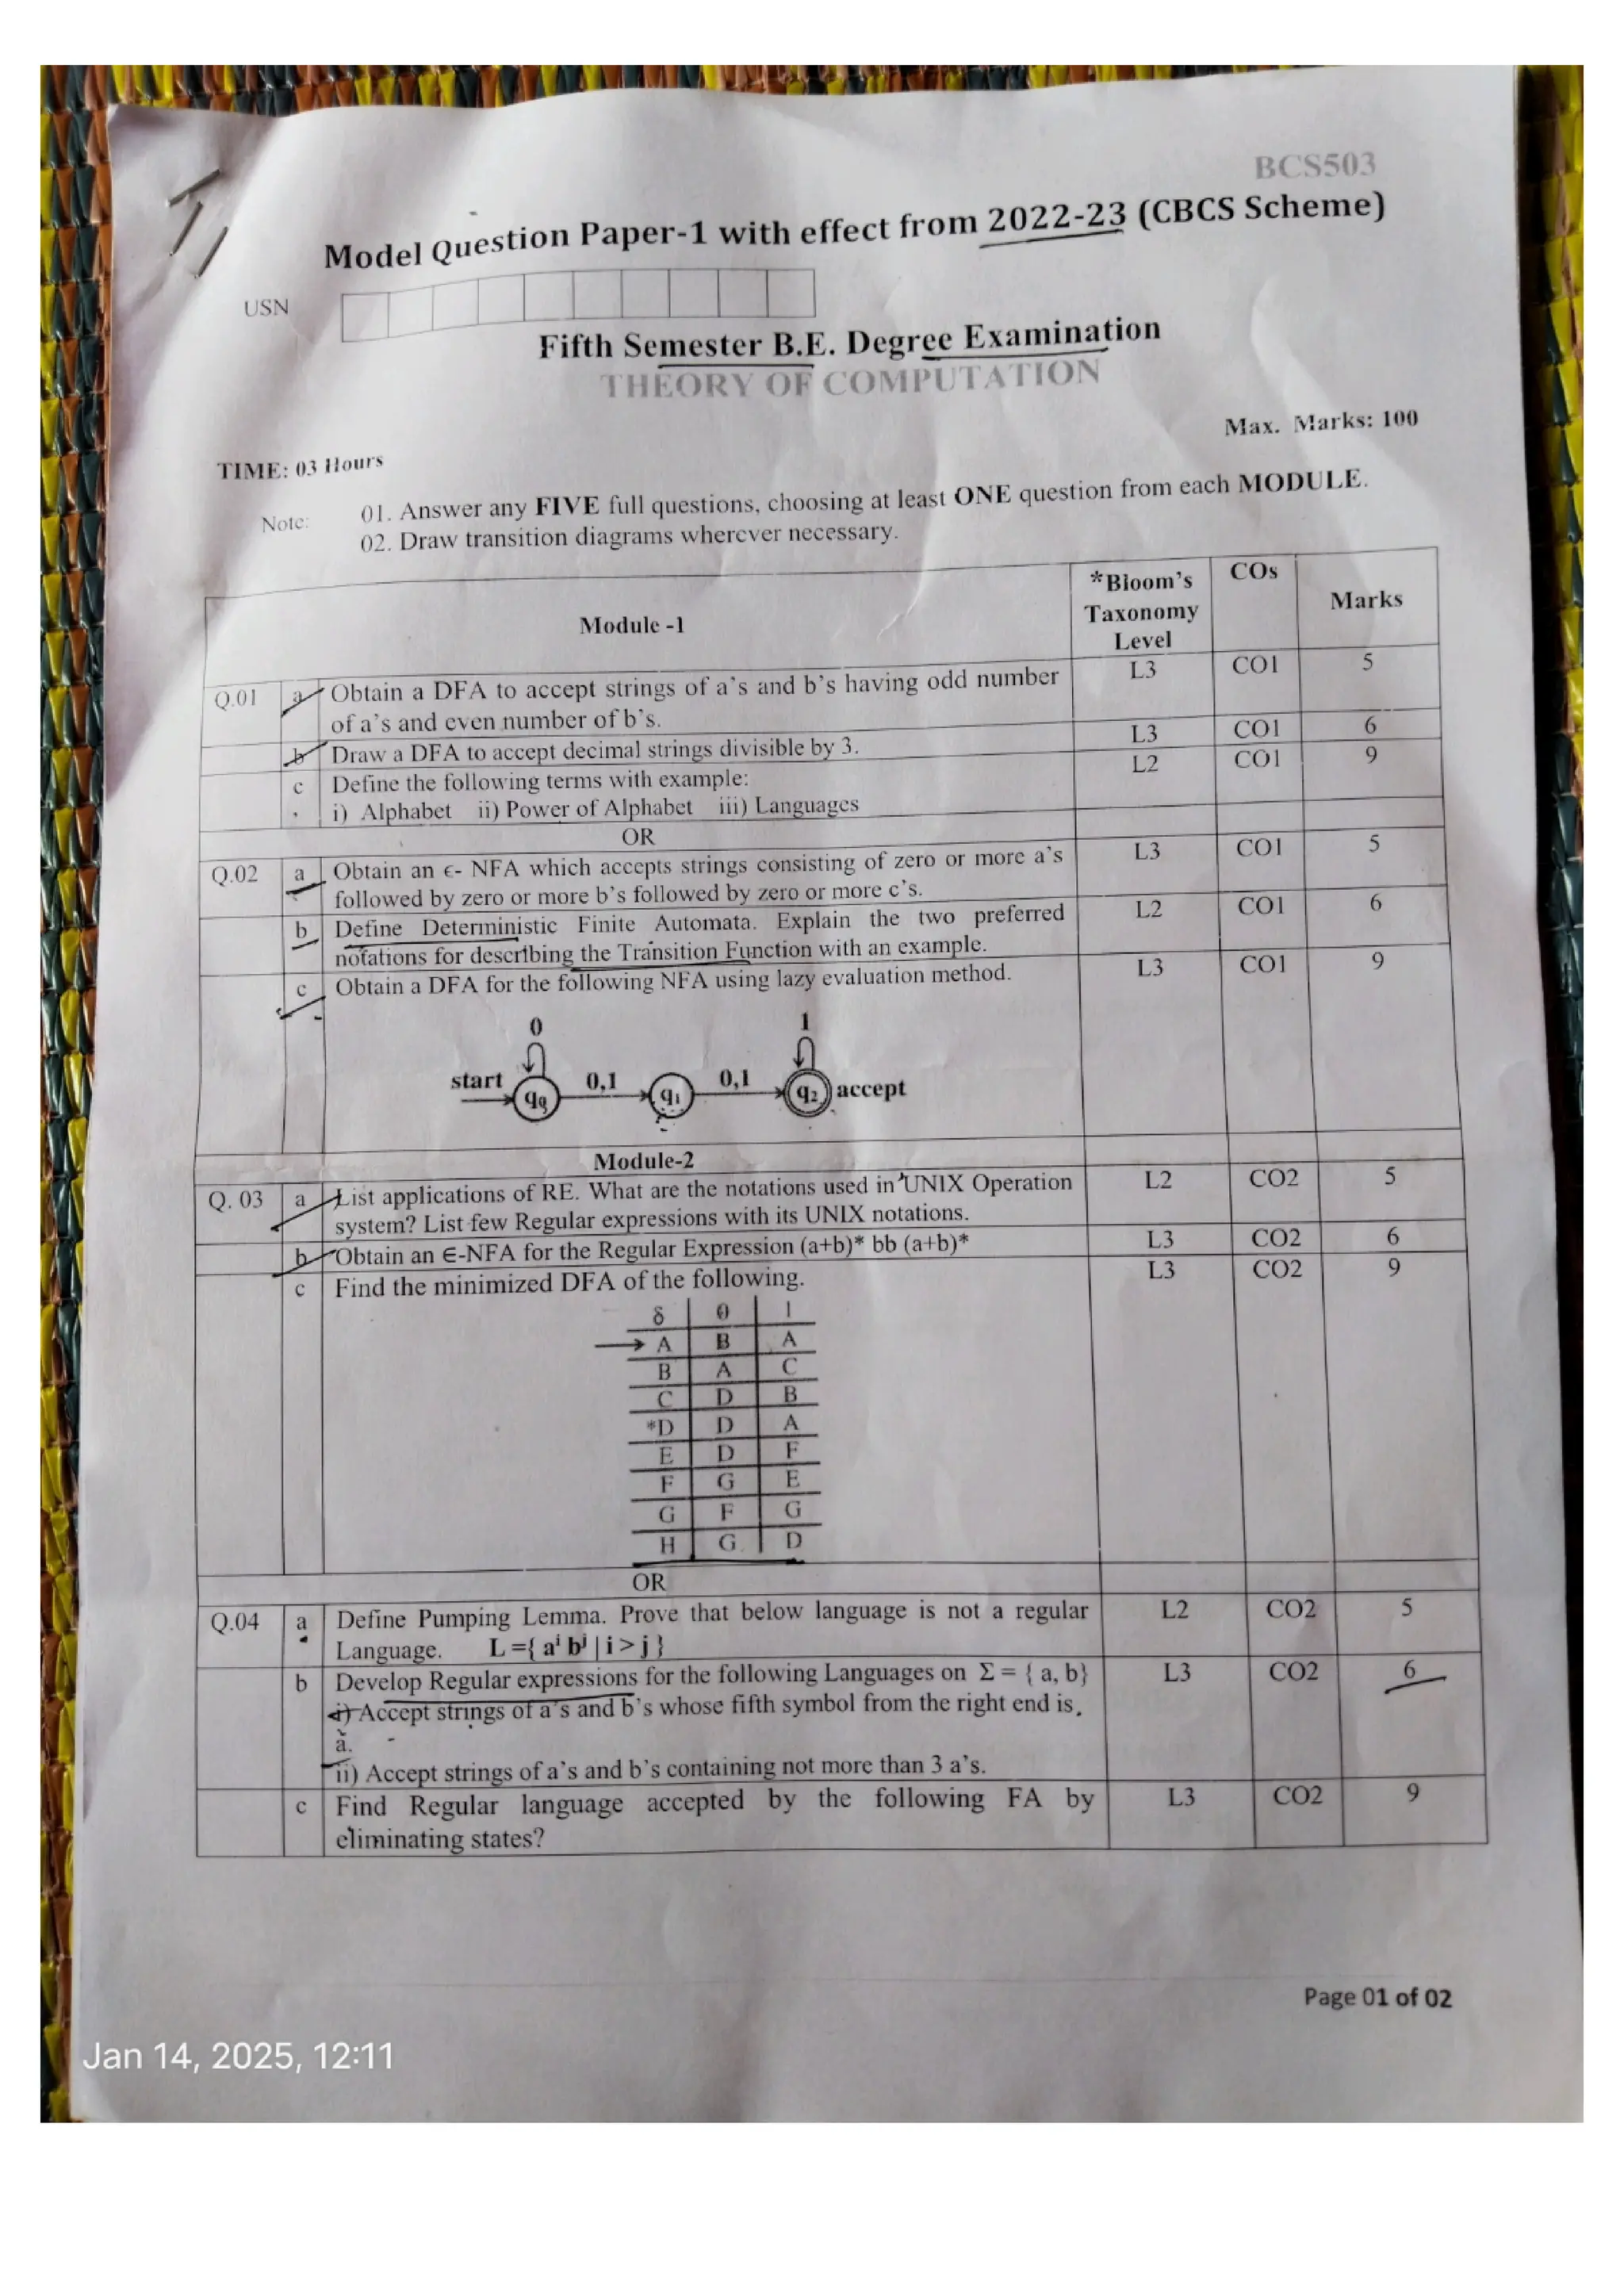 BCS503
Model Question Paper-1 with effect from 2022-23 (CBCS Scheme)
USN
Fifth Semester B.E. Degree Examination
THEORY OF COMPUTATION
Max. Marks: 100
TIME: 03 Hours
Note: 01. Answer any FIVE full questions, choosing at least ONE question from each MODULE.
02. Draw transition diagrams wherever necessary.
Module -1 *Bloom's Taxonomy Level COs Marks
Q.01 a Obtain a DFA to accept strings of a's and b's having odd number L3 CO1 5
of a's and even number of b's.
b Draw a DFA to accept decimal strings divisible by 3. L3 CO1 6
c Define the following terms with example: L2 CO1 9
i) Alphabet ii) Power of Alphabet iii) Languages
OR
Q.02 a Obtain an ϵ- NFA which accepts strings consisting of zero or more a's L3 CO1 5
followed by zero or more b's followed by zero or more c's.
b Define Deterministic Finite Automata. Explain the two preferred L2 CO1 6
notations for describing the Transition Function with an example.
c Obtain a DFA for the following NFA using lazy evaluation method. L3 CO1 9
0 1
start q0 0,1 q1 0,1 q2 accept
Module-2
Q. 03 a List applications of RE. What are the notations used in UNIX Operation L2 CO2 5
system? List few Regular expressions with its UNIX notations.
b Obtain an ∈-NFA for the Regular Expression (a+b)* bb (a+b)* L3 CO2 6
c Find the minimized DFA of the following. L3 CO2 9
δ 0 1
→ A B A
B A C
C D B
*D D A
E D F
F G E
G F G
H G D
OR
Q.04 a Define Pumping Lemma. Prove that below language is not a regular L2 CO2 5
Language. L ={ aⁱ bʲ | i > j }
b Develop Regular expressions for the following Languages on Σ = { a, b} L3 CO2 6
i) Accept strings of a's and b's whose fifth symbol from the right end is
a.
ii) Accept strings of a's and b's containing not more than 3 a's.
c Find Regular language accepted by the following FA by L3 CO2 9
eliminating states?
Page 01 of 02
Jan 14, 2025, 12:11